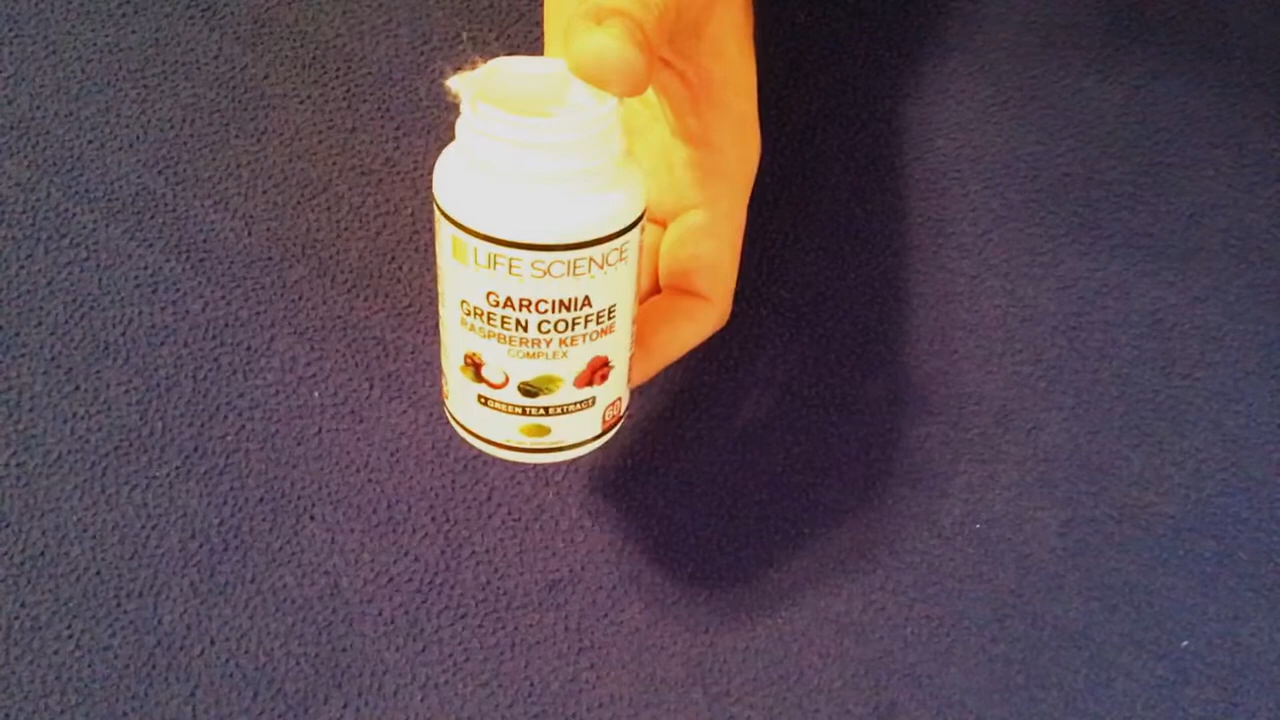 LIFE SCIENCE
GARCINIA
GREEN COFFEE
RASPBERRY KETONE
COMPLEX
+ GREEN TEA EXTRACT
60